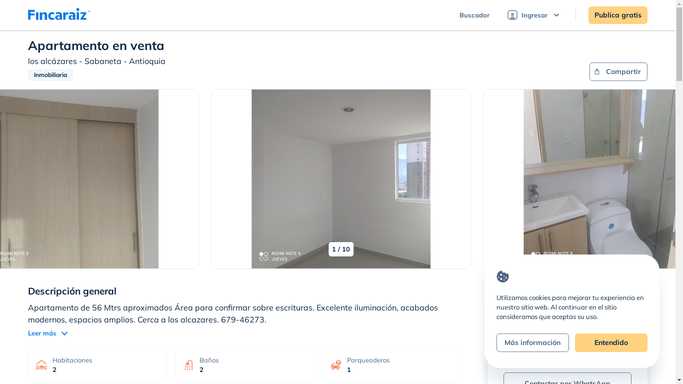 Fincaraiz
Buscador
Ingresar
Publica gratis
Apartamento en venta
los alcázares - Sabaneta - Antioquia
Inmobiliaria
Compartir
1 / 10
Descripción general
Apartamento de 56 Mtrs aproximados Área para confirmar sobre escrituras. Excelente iluminación, acabados
modernos, espacios amplios. Cerca a los alcazares. 679-46273.
Leer más
Habitaciones
2
Baños
2
Parqueaderos
1
Utilizamos cookies para mejorar tu experiencia en
nuestro sitio web. Al continuar en el sitio
consideramos que aceptas su uso.
Más información
Entendido
Contactar por WhatsApp